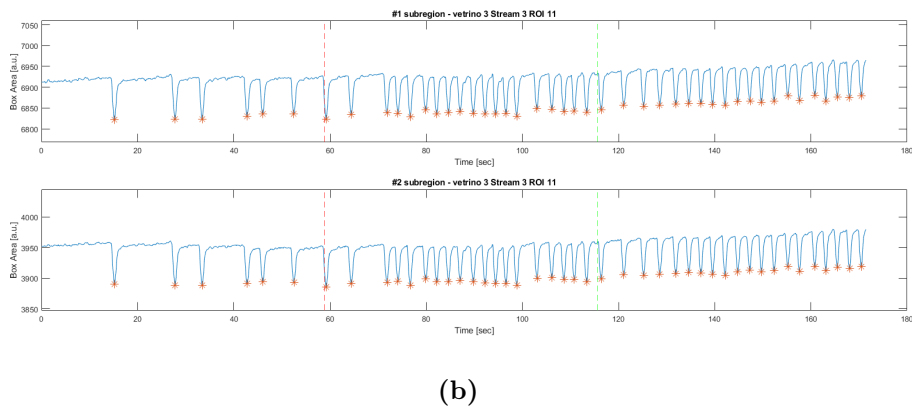 #1 subregion - vetrino 3 Stream 3 ROI 11
7050
7000
6950
6900
6850
6800
Box Area [a.u.]
0 20 40 60 80 100 120 140 160 180
Time [sec]
#2 subregion - vetrino 3 Stream 3 ROI 11
4000
3950
3900
3850
Box Area [a.u.]
0 20 40 60 80 100 120 140 160 180
Time [sec]
(b)